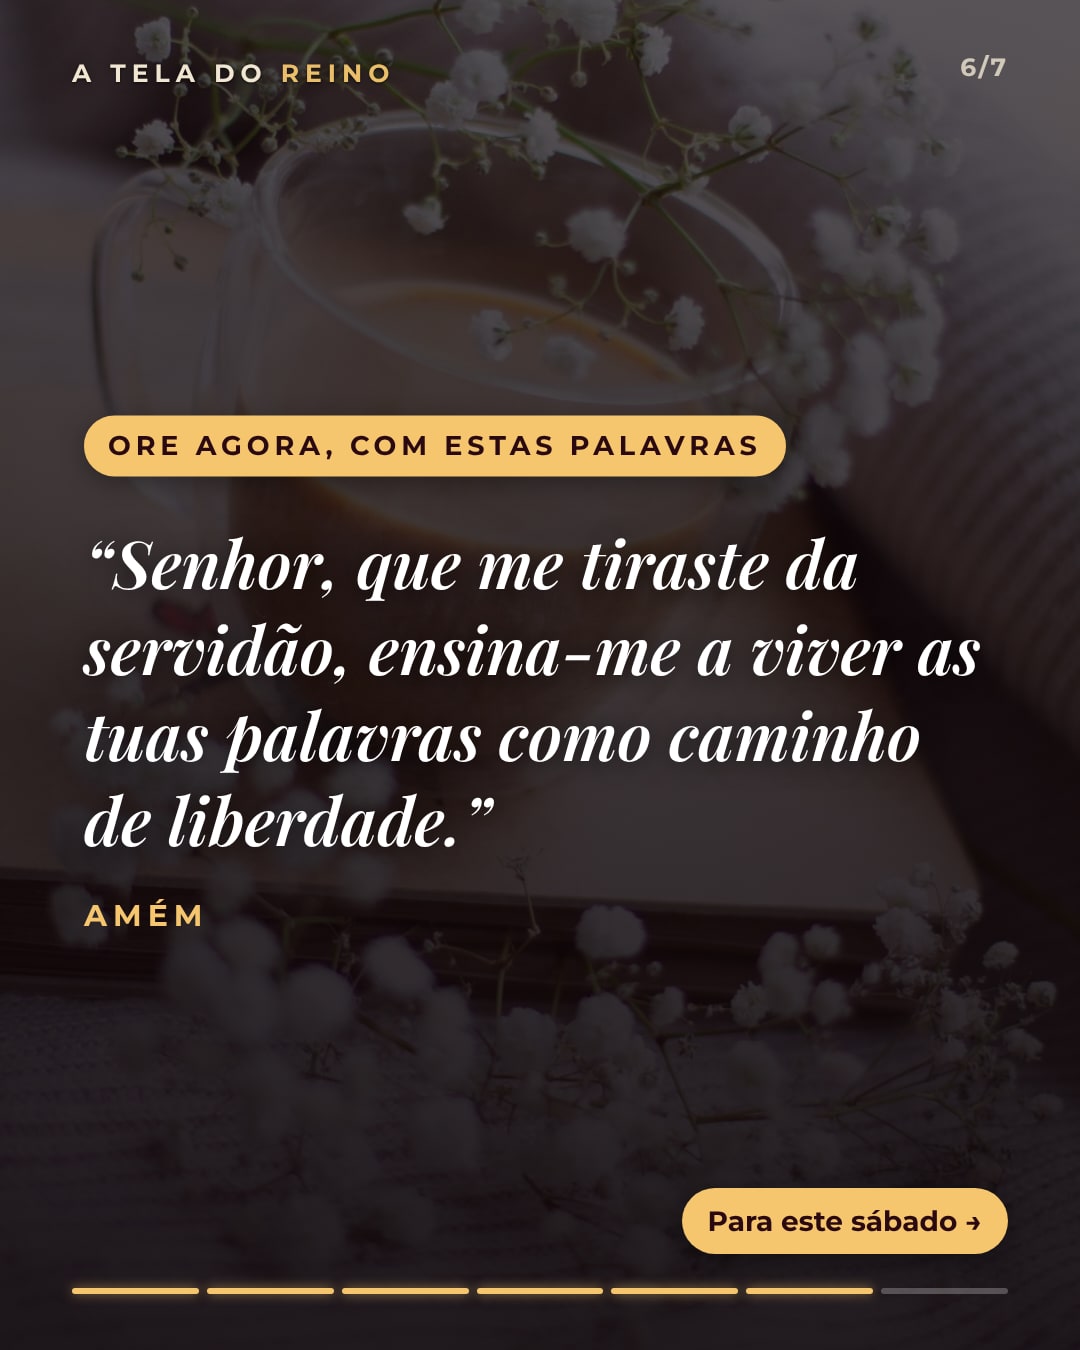 A TELA DO REINO
6/7
ORE AGORA, COM ESTAS PALAVRAS
“Senhor, que me tiraste da
servidão, ensina-me a viver as
tuas palavras como caminho
de liberdade.”
AMÉM
Para este sábado →